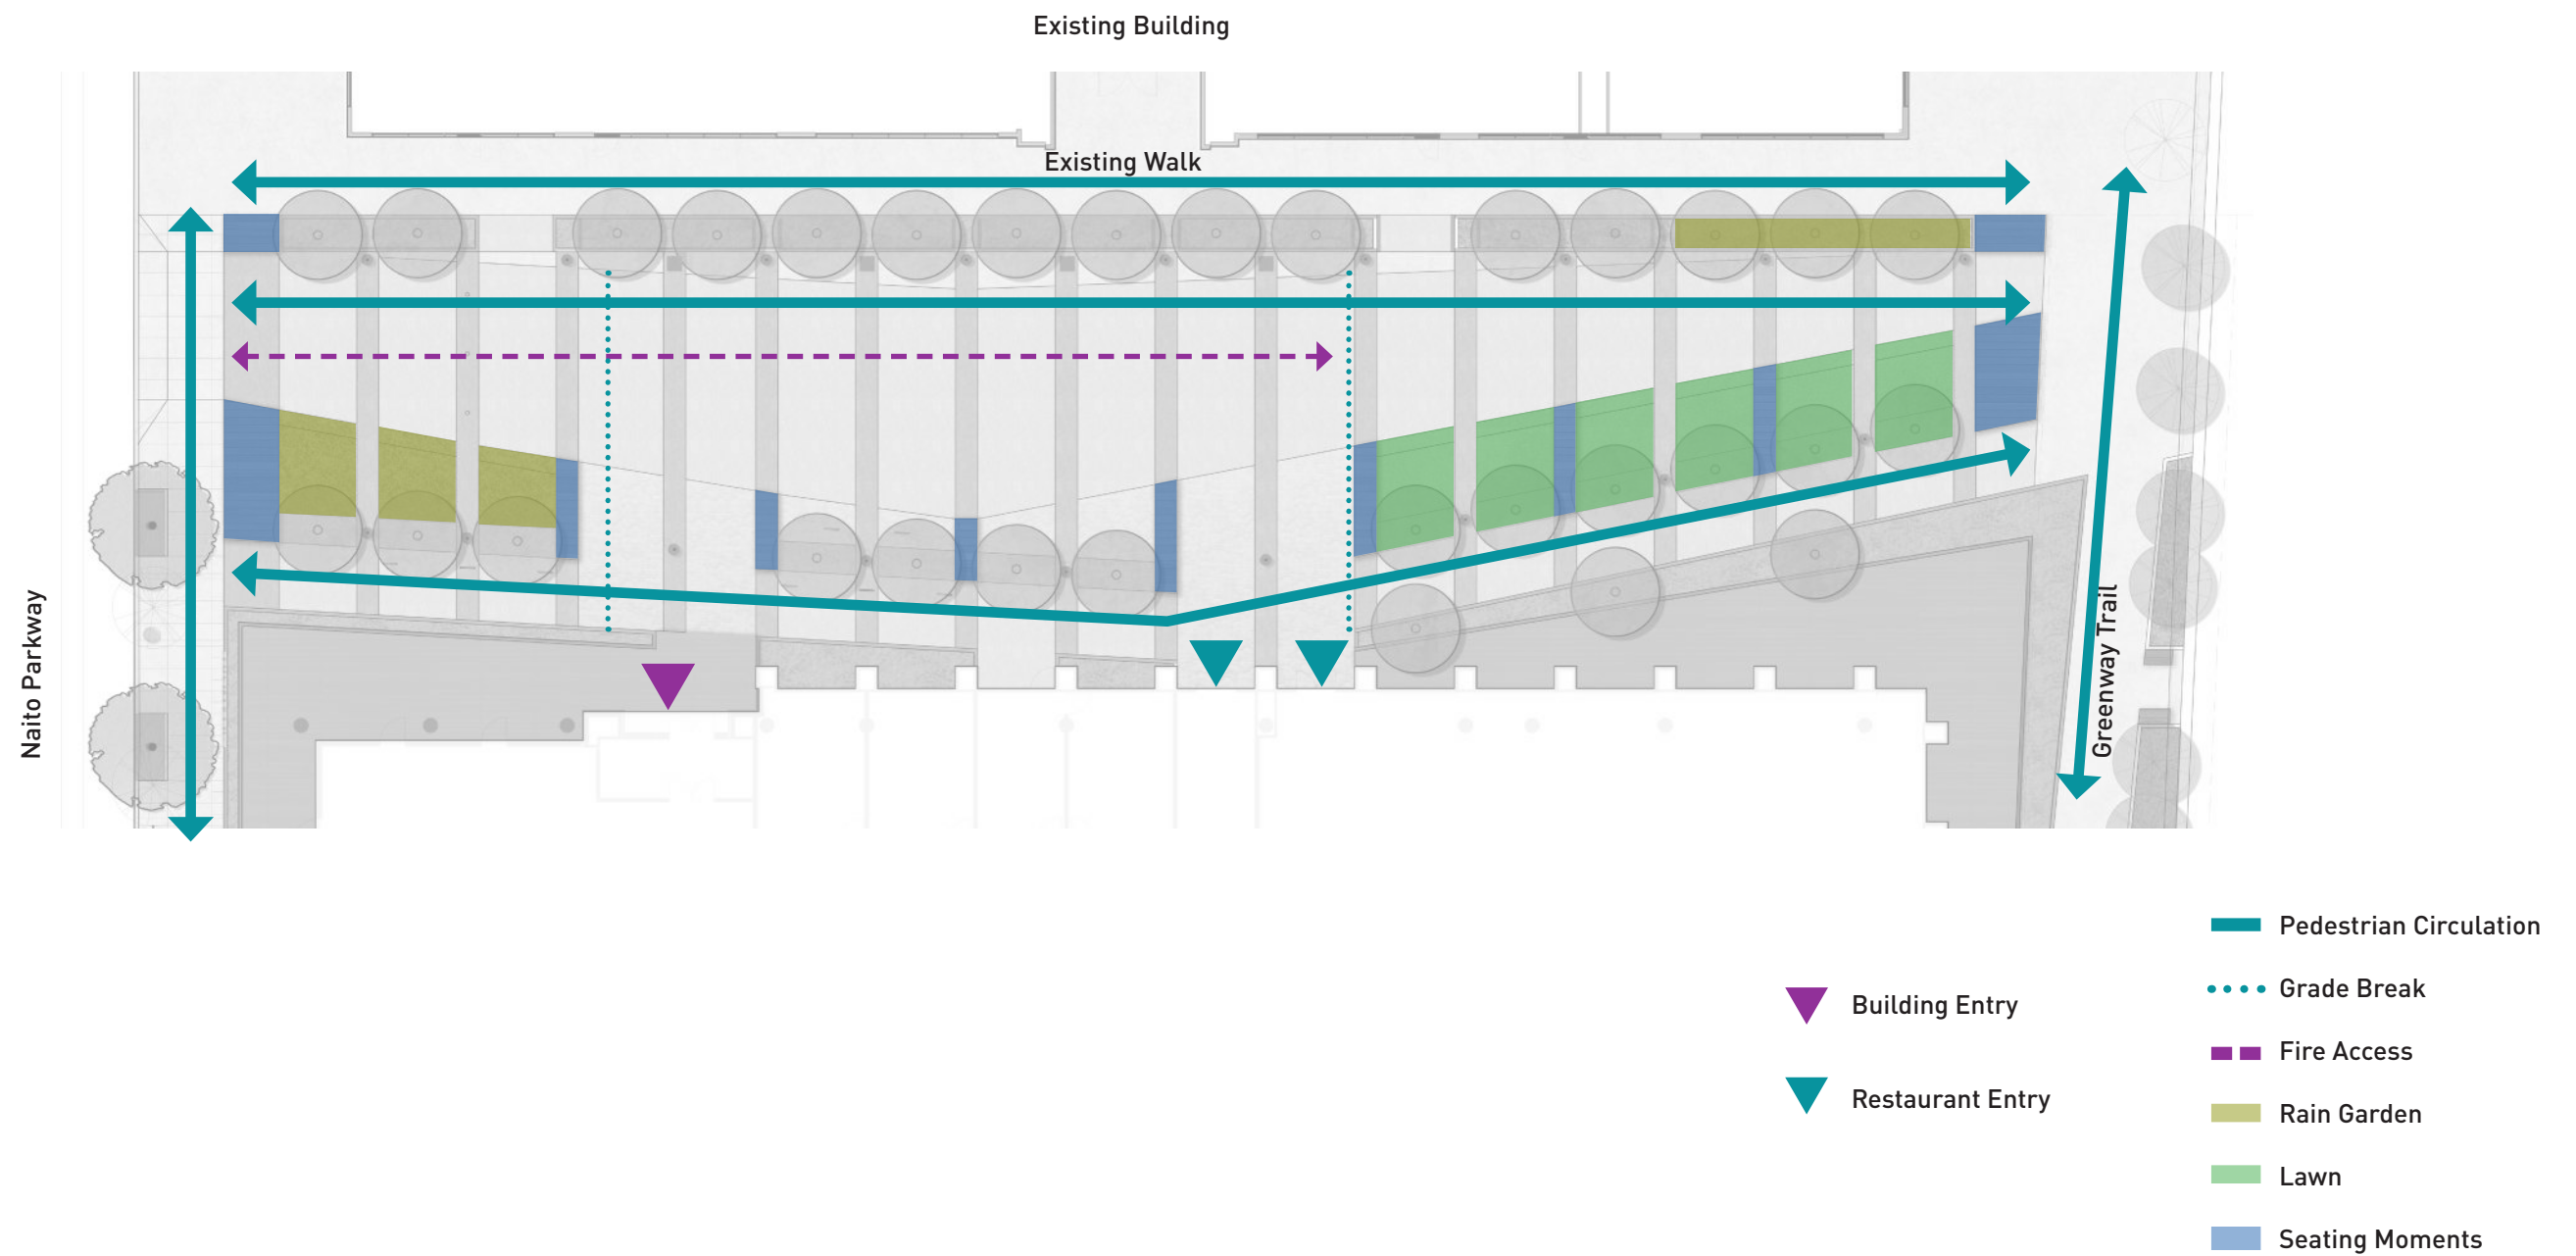 Existing Building
Existing Walk
Naito Parkway
Greenway Trail
Building Entry
Restaurant Entry
Pedestrian Circulation
Grade Break
Fire Access
Rain Garden
Lawn
Seating Moments